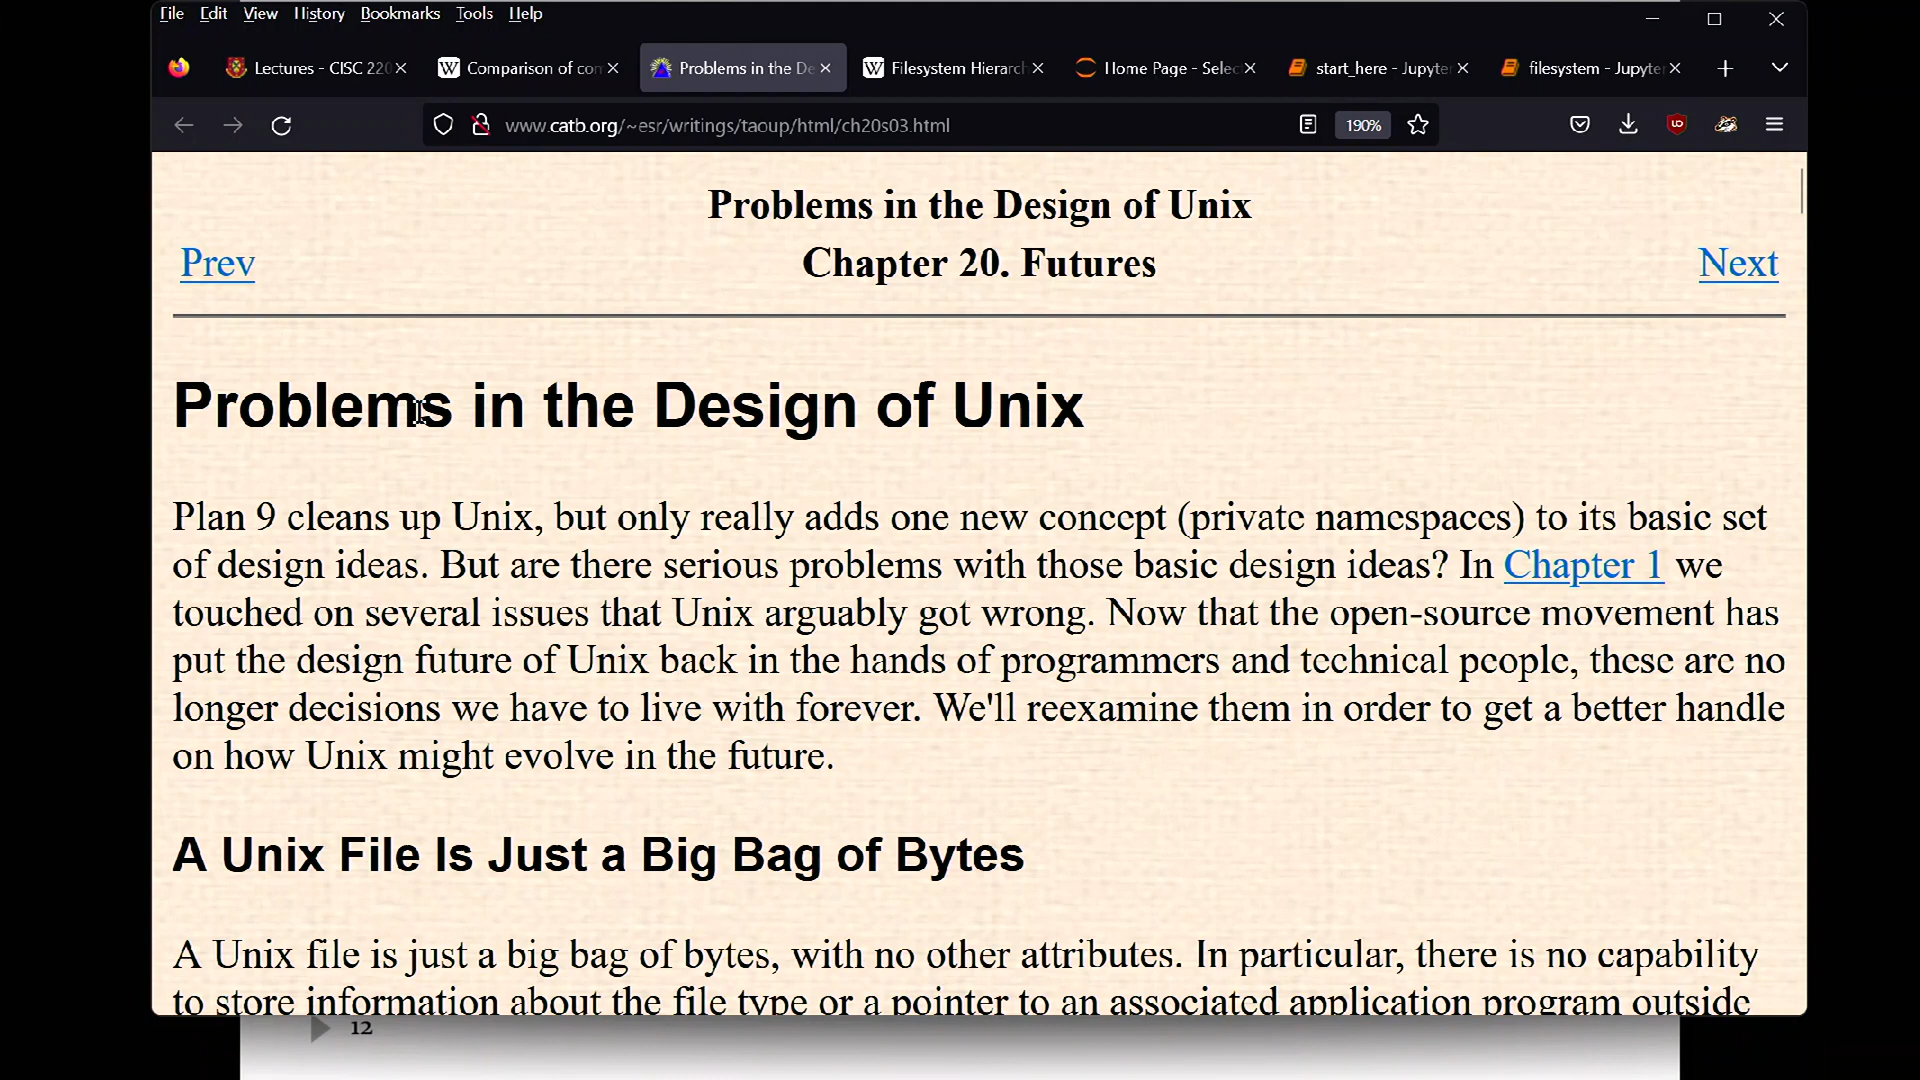 File Edit View History Bookmarks Tools Help
Lectures - CISC 220
Comparison of con
Problems in the De
Filesystem Hierarch
Home Page - Selec
start_here - Jupyter
filesystem - Jupyter
www.catb.org/~esr/writings/taoup/html/ch20s03.html
190%
Problems in the Design of Unix
Prev
Chapter 20. Futures
Next
Problems in the Design of Unix
Plan 9 cleans up Unix, but only really adds one new concept (private namespaces) to its basic set
of design ideas. But are there serious problems with those basic design ideas? In Chapter 1 we
touched on several issues that Unix arguably got wrong. Now that the open-source movement has
put the design future of Unix back in the hands of programmers and technical people, these are no
longer decisions we have to live with forever. We'll reexamine them in order to get a better handle
on how Unix might evolve in the future.
A Unix File Is Just a Big Bag of Bytes
A Unix file is just a big bag of bytes, with no other attributes. In particular, there is no capability
to store information about the file type or a pointer to an associated application program outside
12